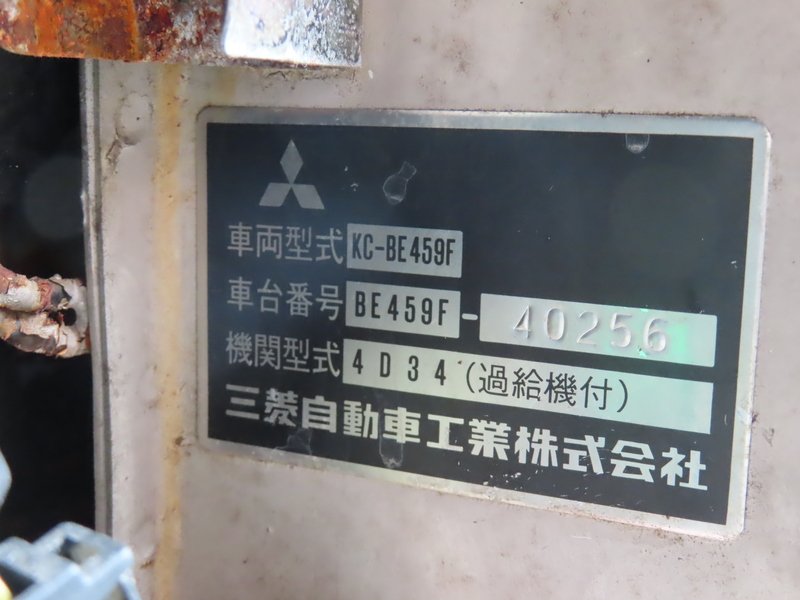 車両型式 KC-BE459F
車台番号 BE459F-40256
機関型式 4D34(過給機付)
三菱自動車工業株式会社